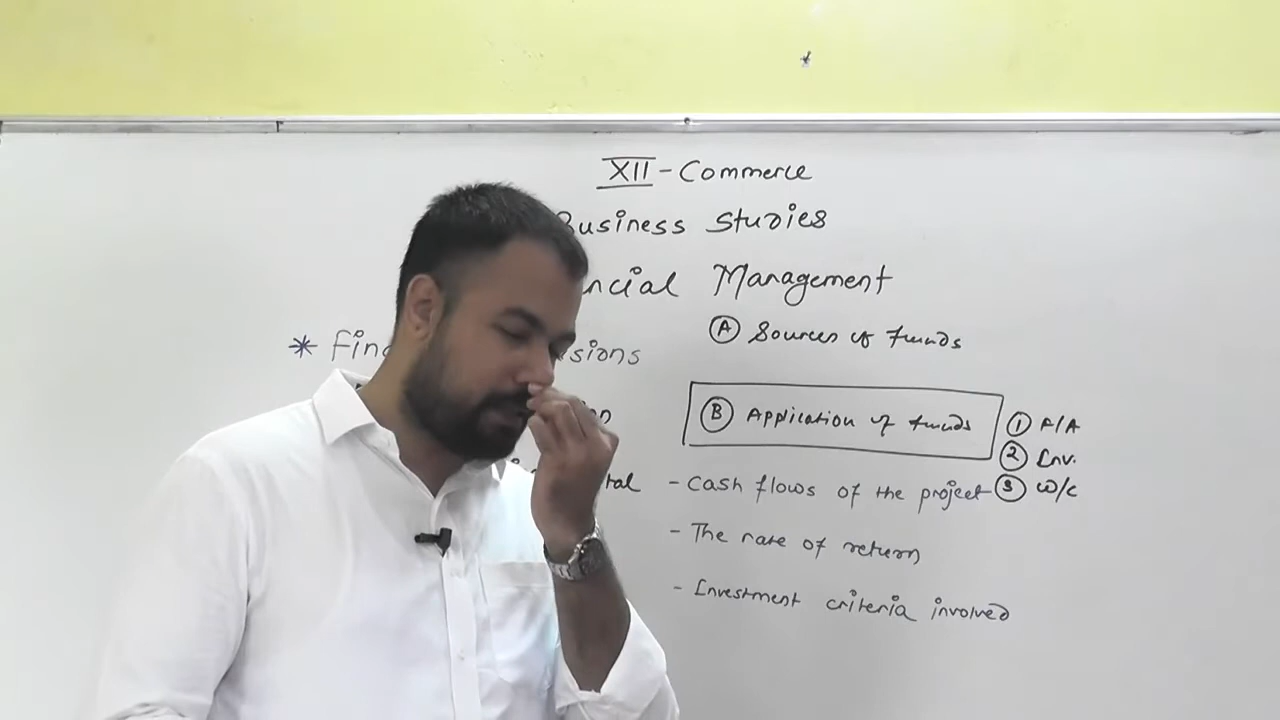 XII - Commerce
Business Studies
ncial Management
Ⓐ Sources of funds
* Fin sions
Ⓑ Application of funds ① F/A
② Inv.
tal - Cash flows of the project ③ W/C
- The rate of return
- Investment criteria involved